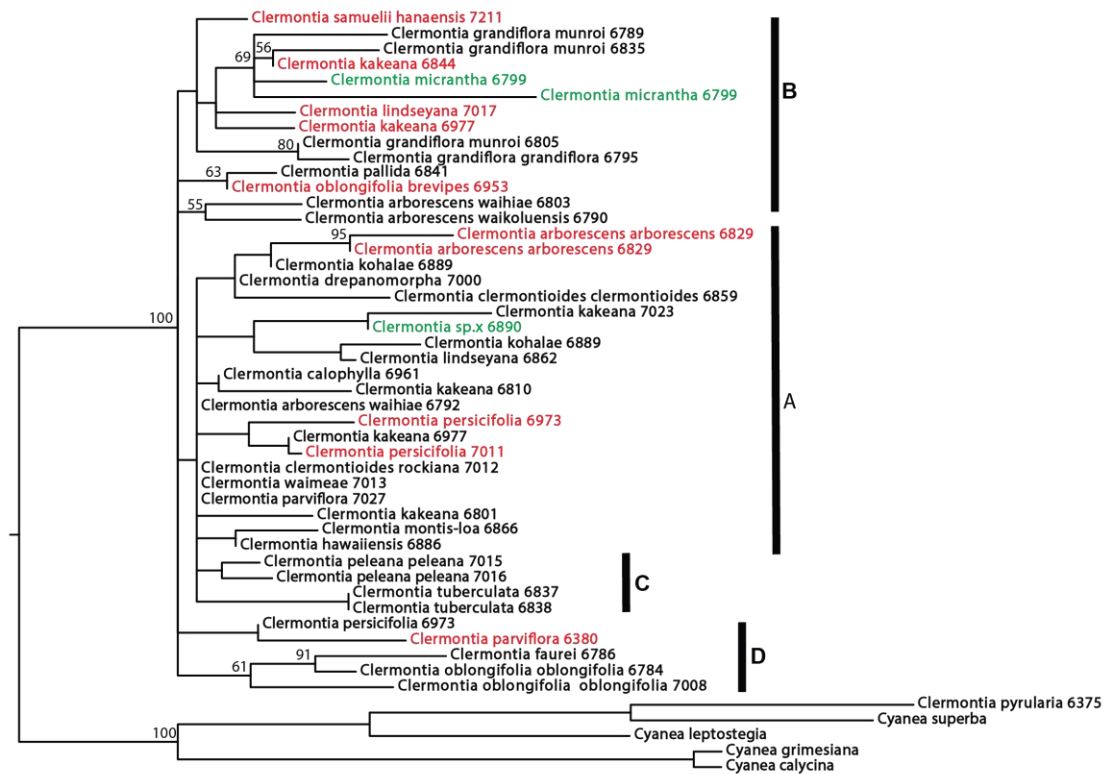 Clermontia samuelii hanaensis 7211
Clermontia grandiflora munroi 6789
56
Clermontia grandiflora munroi 6835
69
Clermontia kakeana 6844
Clermontia micrantha 6799
B
Clermontia micrantha 6799
Clermontia lindseyana 7017
Clermontia kakeana 6977
80
Clermontia grandiflora munroi 6805
Clermontia grandiflora grandiflora 6795
63
Clermontia pallida 6841
Clermontia oblongifolia brevipes 6953
55
Clermontia arborescens waihiae 6803
Clermontia arborescens waikoluensis 6790
95
Clermontia arborescens arborescens 6829
Clermontia arborescens arborescens 6829
Clermontia kohalae 6889
Clermontia drepanomorpha 7000
Clermontia clermontioides clermontioides 6859
Clermontia kakeana 7023
100
Clermontia sp.x 6890
Clermontia kohalae 6889
Clermontia lindseyana 6862
Clermontia calophylla 6961
Clermontia kakeana 6810
A
Clermontia arborescens waihiae 6792
Clermontia persicifolia 6973
Clermontia kakeana 6977
Clermontia persicifolia 7011
Clermontia clermontioides rockiana 7012
Clermontia waimeae 7013
Clermontia parviflora 7027
Clermontia kakeana 6801
Clermontia montis-loa 6866
Clermontia hawaiiensis 6886
Clermontia peleana peleana 7015
Clermontia peleana peleana 7016
C
Clermontia tuberculata 6837
Clermontia tuberculata 6838
Clermontia persicifolia 6973
Clermontia parviflora 6380
91
Clermontia faurei 6786
D
61
Clermontia oblongifolia oblongifolia 6784
Clermontia oblongifolia oblongifolia 7008
Clermontia pyrularia 6375
Cyanea superba
100
Cyanea leptostegia
Cyanea grimesiana
Cyanea calycina